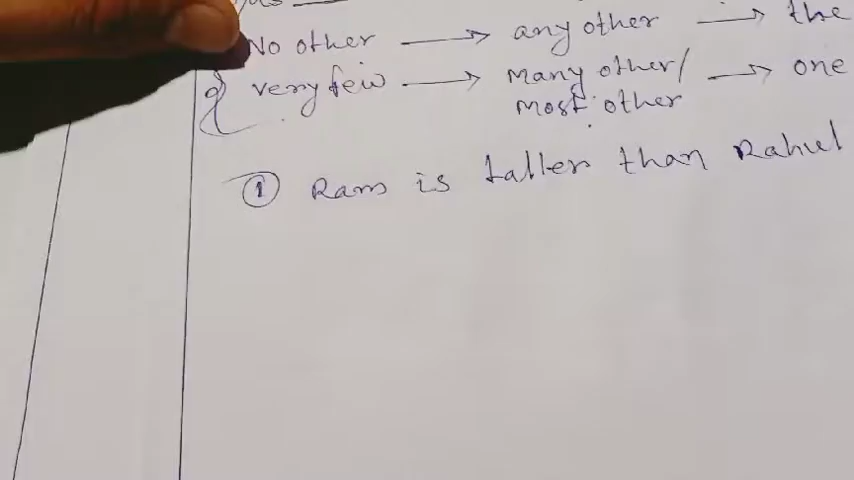 No other → any other → the
very few → many other/ → one
most other
① Ram is taller than Rahul